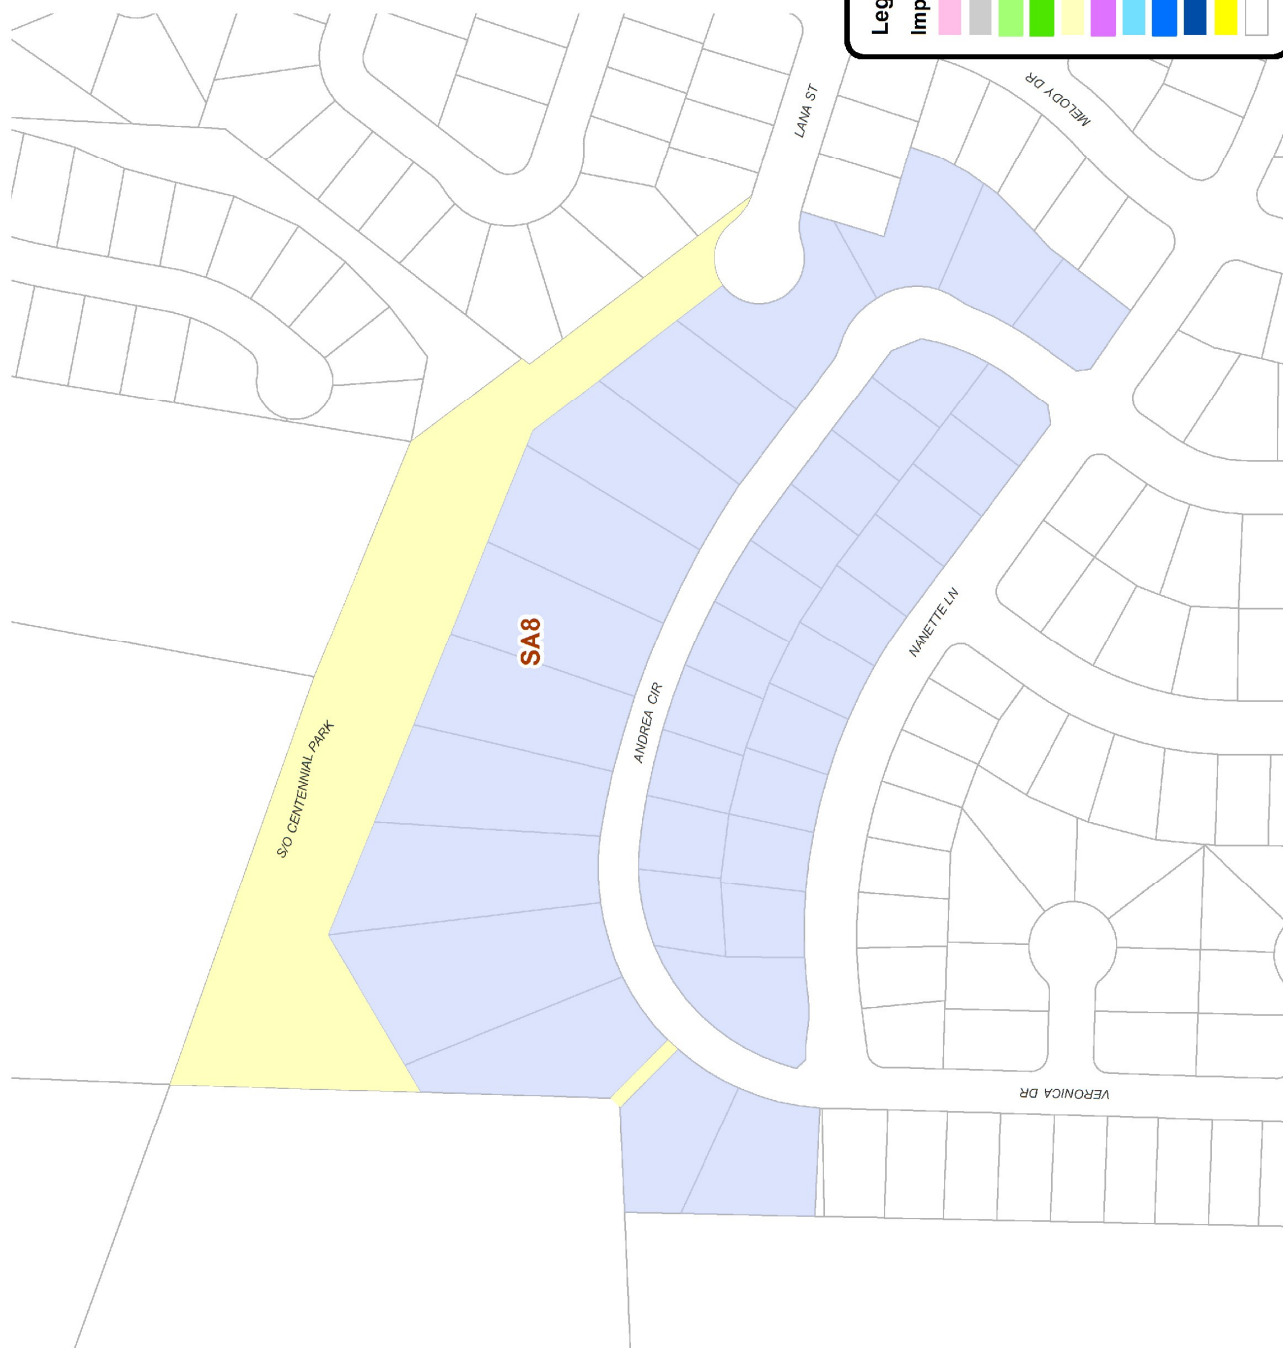 Leg
Imp
MELODY DR
LANA ST
NANETTE LN
SA8
ANDREA CIR
S/O CENTENNIAL PARK
VERONICA DR